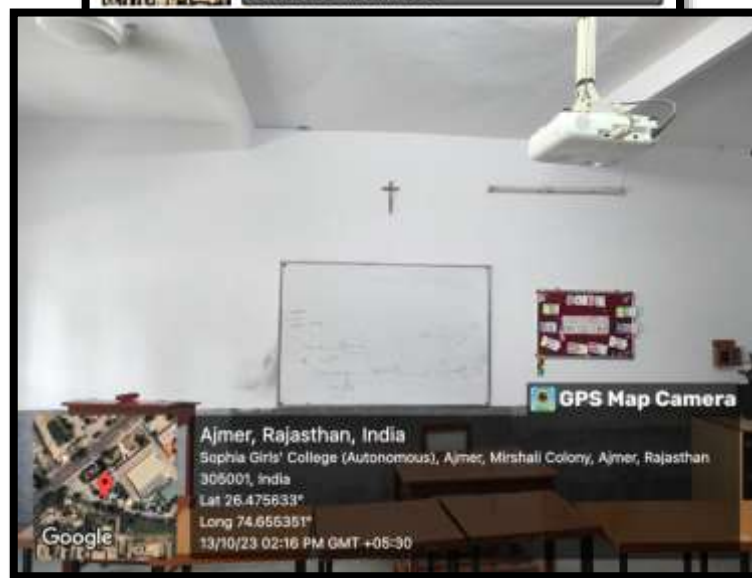 GPS Map Camera
Ajmer, Rajasthan, India
Sophia Girls' College (Autonomous), Ajmer, Mirshali Colony, Ajmer, Rajasthan
305001, India
Lat 26.475633°
Long 74.655351°
13/10/23 02:16 PM GMT +05:30
Google